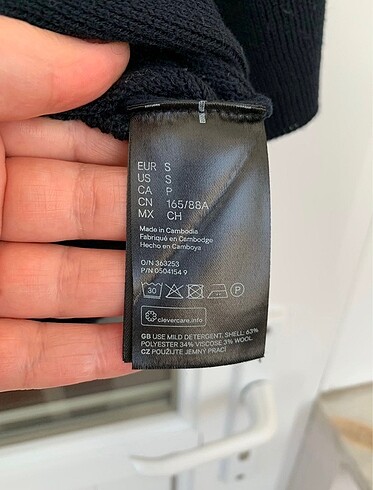 EUR S
US S
CA P
CN 165/88A
MX CH
Made in Cambodia
Fabriqué en Cambodge
Hecho en Camboya
O/N 363253
P/N 0504154 9
30 P
clevercare.info
GB USE MILD DETERGENT. SHELL: 63%
POLYESTER 34% VISCOSE 3% WOOL
CZ POUŽIJTE JEMNÝ PRACÍ